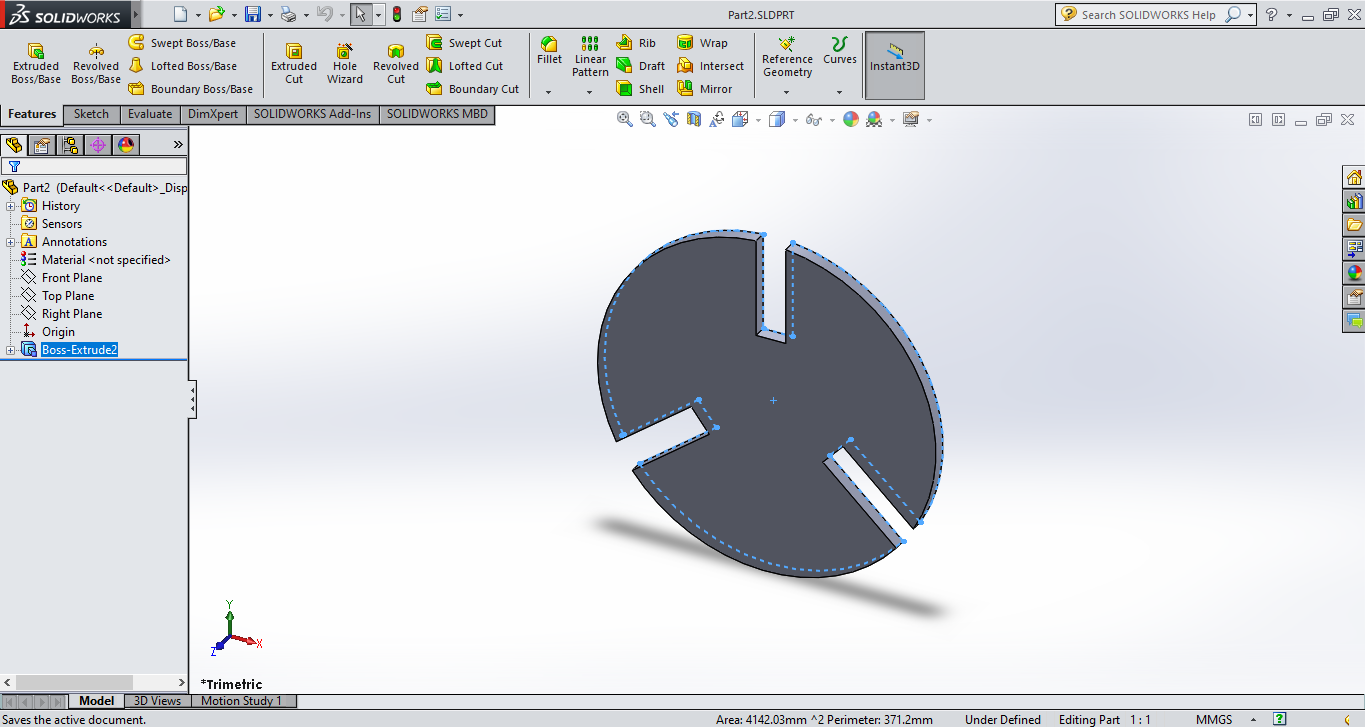 SOLIDWORKS
Part2.SLDPRT
Search SOLIDWORKS Help
Extruded Boss/Base
Revolved Boss/Base
Swept Boss/Base
Lofted Boss/Base
Boundary Boss/Base
Extruded Cut
Hole Wizard
Revolved Cut
Swept Cut
Lofted Cut
Boundary Cut
Fillet
Linear Pattern
Rib
Draft
Shell
Wrap
Intersect
Mirror
Reference Geometry
Curves
Instant3D
Features
Sketch
Evaluate
DimXpert
SOLIDWORKS Add-Ins
SOLIDWORKS MBD
Part2 (Default<<Default>_Disp
History
Sensors
Annotations
Material <not specified>
Front Plane
Top Plane
Right Plane
Origin
Boss-Extrude2
Y
X
Z
*Trimetric
Model
3D Views
Motion Study 1
Saves the active document.
Area: 4142.03mm ^2 Perimeter: 371.2mm
Under Defined
Editing Part
1 : 1
MMGS